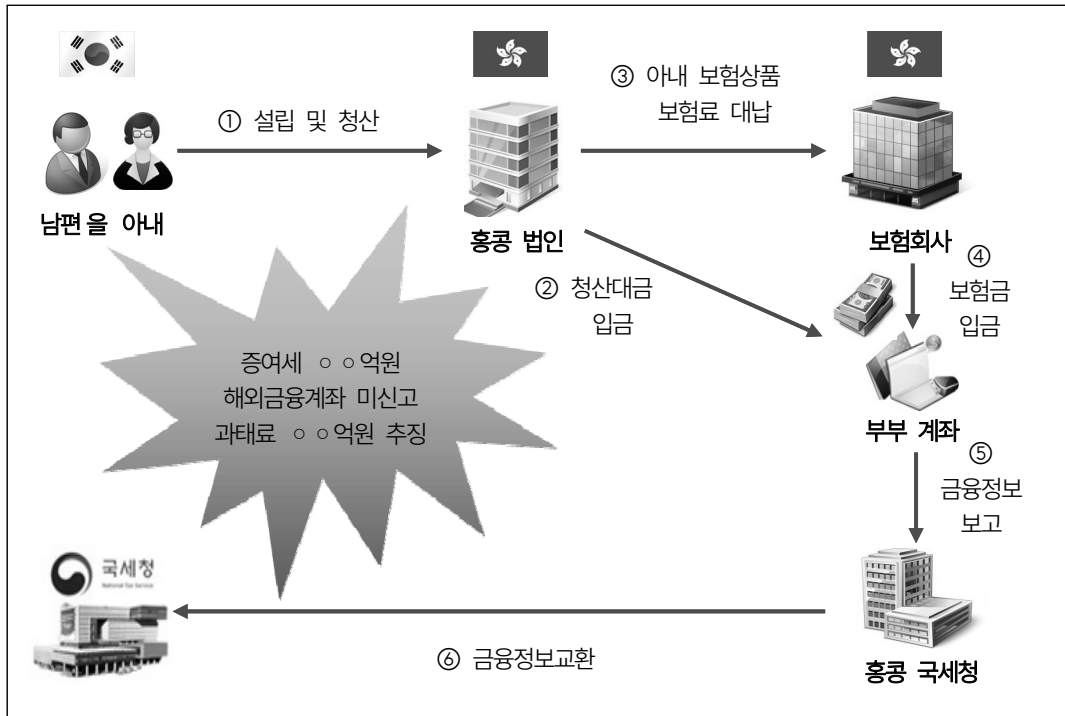 ① 설립 및 청산
③ 아내 보험상품
보험료 대납
남편 을 아내
홍콩 법인
보험회사
② 청산대금
입금
④
보험금
입금
증여세 ○ ○억원
해외금융계좌 미신고
과태료 ○ ○억원 추징
부부 계좌
⑤
금융정보
보고
국세청
National Tax Service
⑥ 금융정보교환
홍콩 국세청